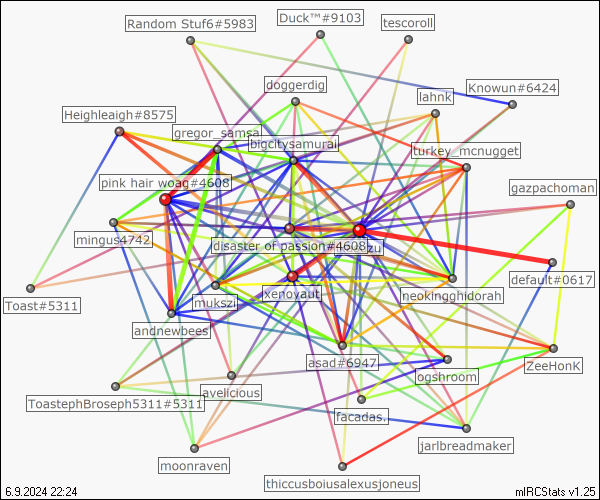 Random Stuf6#5983
Duck™#9103
tescoroll
doggerdig
lahnk
Knowun#6424
Heighleaigh#8575
gregor_samsa
bigcitysamurai
turkey_mcnugget
pink hair woag#4608
gazpachoman
mingus4742
disaster of passion#4608
zu
default#0617
Toast#5311
mukszi
xenovaut
neokingghidorah
andnewbees
asad#6947
ogshroom
ZeeHonK
ToastephBroseph5311#5311
avelicious
facadas.
jarlbreadmaker
moonraven
thiccusboiusalexusjoneus
6.9.2024 22:24
mIRCStats v1.25